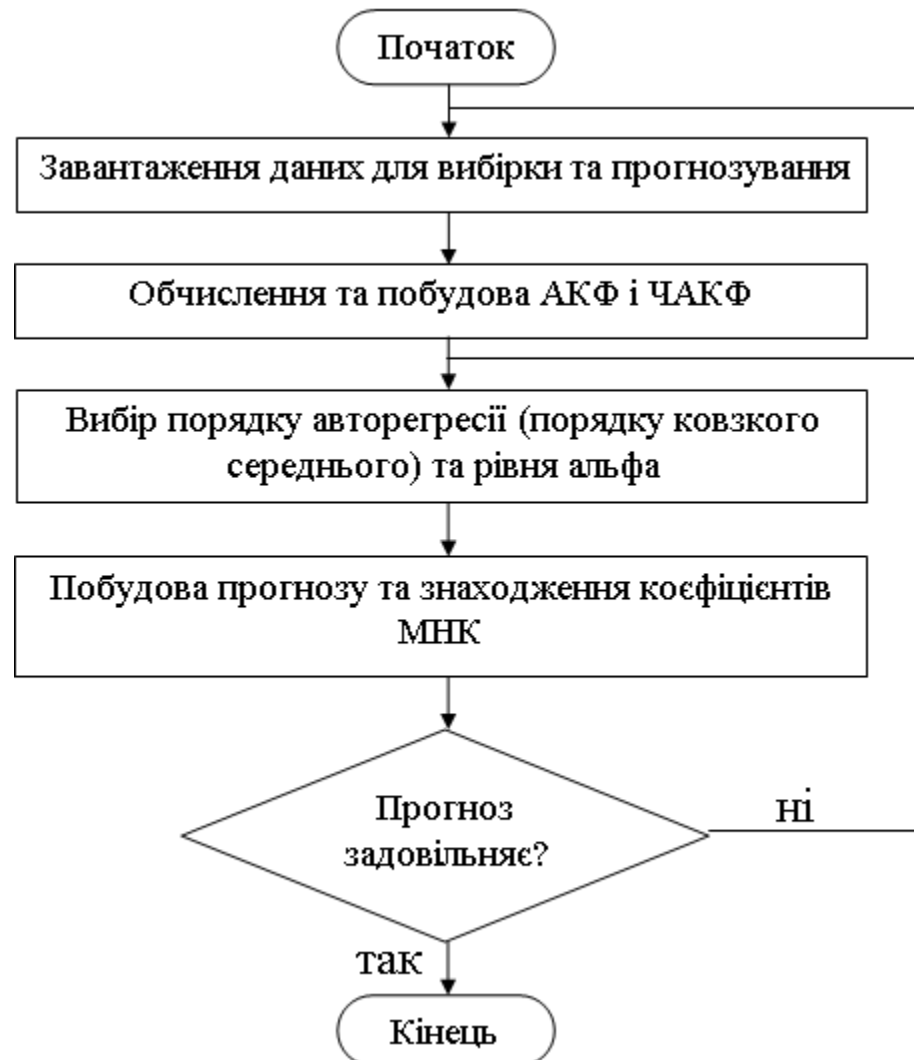 Початок
Завантаження даних для вибірки та прогнозування
Обчислення та побудова АКФ і ЧАКФ
Вибір порядку авторегресії (порядку ковзкого
середнього) та рівня альфа
Побудова прогнозу та знаходження коєфіцієнтів
МНК
Прогноз
задовільняє?
ні
так
Кінець